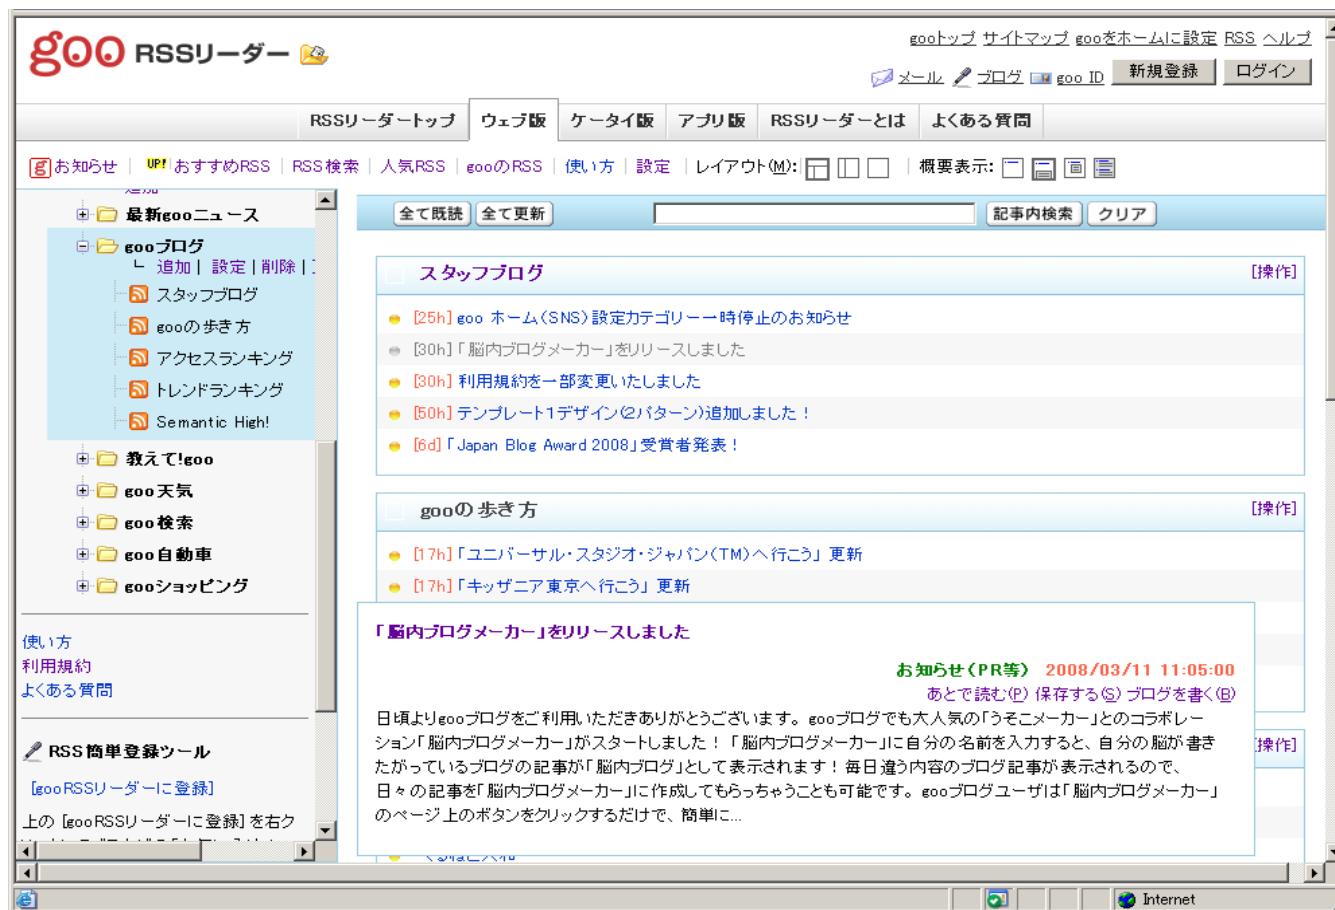 goo RSSリーダー
gooトップ サイトマップ gooをホームに設定 RSS ヘルプ
メール ブログ goo ID 新規登録 ログイン
RSSリーダートップ ウェブ版 ケータイ版 アプリ版 RSSリーダーとは よくある質問
g お知らせ | UP! おすすめRSS | RSS検索 | 人気RSS | gooのRSS | 使い方 | 設定 | レイアウト(M): | 概要表示:
追加
最新gooニュース
gooブログ
追加 | 設定 | 削除 |
スタッフブログ
gooの歩き方
アクセスランキング
トレンドランキング
Semantic High!
教えて!goo
goo天気
goo検索
goo自動車
gooショッピング
使い方
利用規約
よくある質問
RSS簡単登録ツール
[gooRSSリーダーに登録]
上の [gooRSSリーダーに登録] を右ク
全て既読 全て更新 記事内検索 クリア
スタッフブログ [操作]
[25h] goo ホーム(SNS)設定カテゴリー一時停止のお知らせ
[30h]「脳内ブログメーカー」をリリースしました
[30h] 利用規約を一部変更いたしました
[50h] テンプレート1デザイン(2パターン)追加しました!
[6d]「Japan Blog Award 2008」受賞者発表!
gooの歩き方 [操作]
[17h]「ユニバーサル・スタジオ・ジャパン(TM)へ行こう」 更新
[17h]「キッザニア東京へ行こう」 更新
「脳内ブログメーカー」をリリースしました
お知らせ(PR等) 2008/03/11 11:05:00
あとで読む(P) 保存する(S) ブログを書く(B)
日頃よりgooブログをご利用いただきありがとうございます。gooブログでも大人気の「うそこメーカー」とのコラボレー
ション「脳内ブログメーカー」がスタートしました! 「脳内ブログメーカー」に自分の名前を入力すると、自分の脳が書き
たがっているブログの記事が「脳内ブログ」として表示されます! 毎日違う内容のブログ記事が表示されるので、
日々の記事を「脳内ブログメーカー」に作成してもらっちゃうことも可能です。gooブログユーザは「脳内ブログメーカー」
のページ上のボタンをクリックするだけで、簡単に...
操作]
Internet